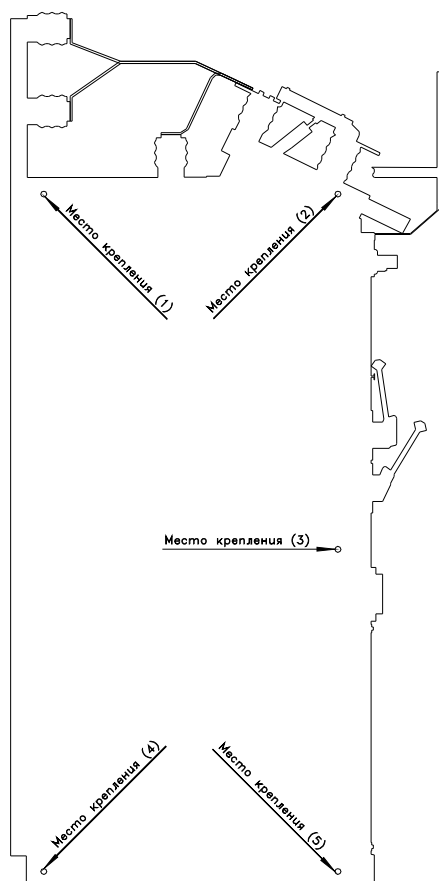 Место крепления (1)
Место крепления (2)
Место крепления (3)
Место крепления (4)
Место крепления (5)